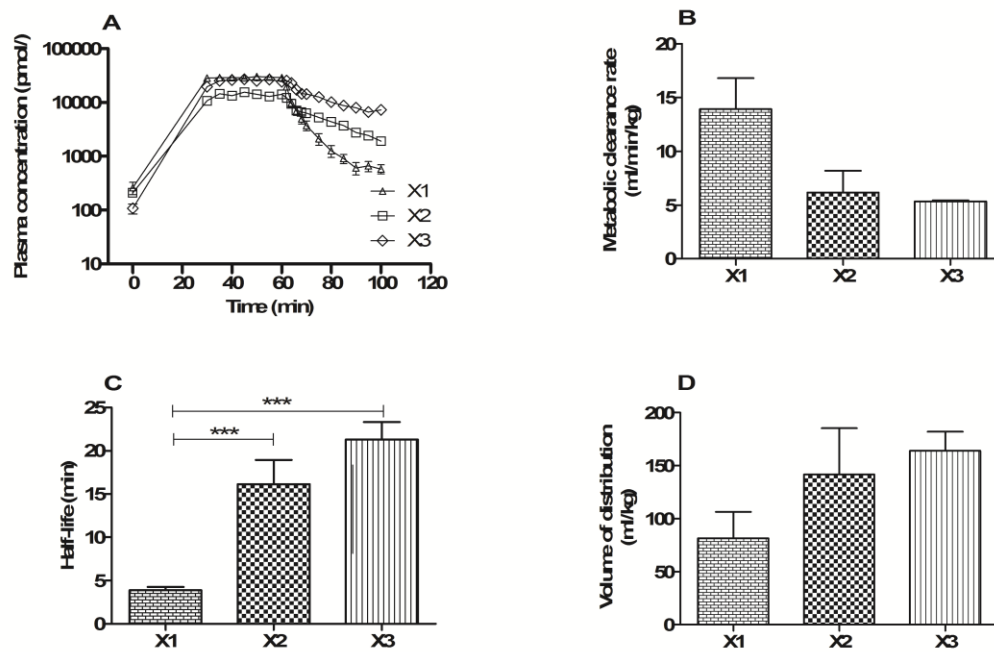 A
Plasma concentration (pmol/)
100000
10000
1000
100
10
X1
X2
X3
0 20 40 60 80 100 120
Time (min)
B
Metabolic clearance rate
(ml/min/kg)
20
15
10
5
0
X1 X2 X3
C
Half-life (min)
25
20
15
10
5
0
***
***
X1 X2 X3
D
Volume of distribution
(ml/kg)
200
150
100
50
0
X1 X2 X3